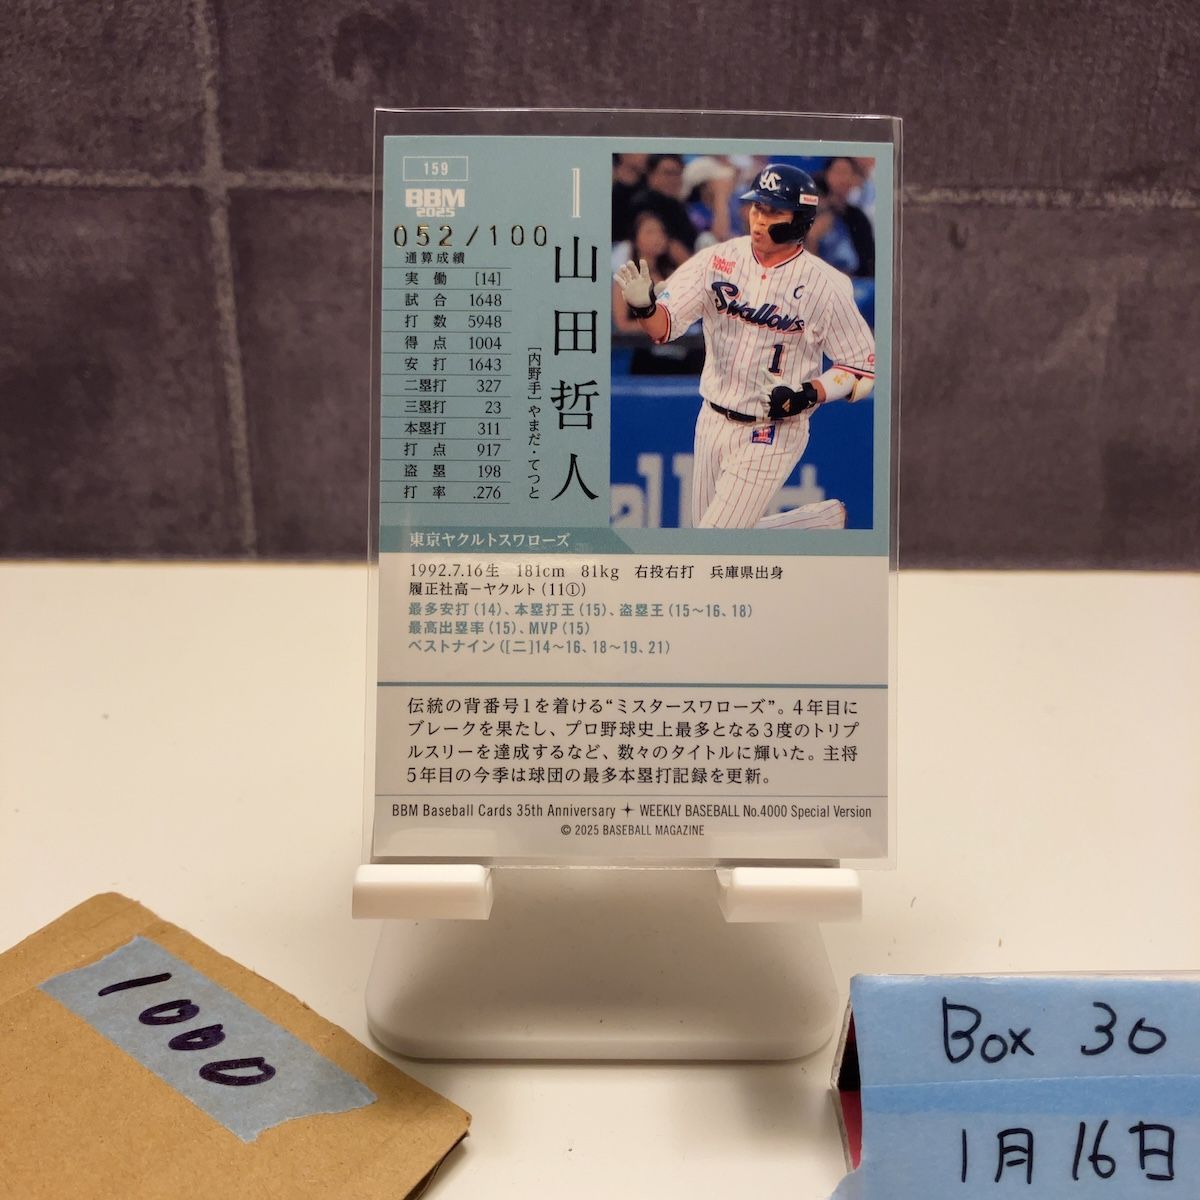 159
BBM
2025
052/100
通算成績
実働 [14]
試合 1648
打数 5948
得点 1004
安打 1643
二塁打 327
三塁打 23
本塁打 311
打点 917
盗塁 198
打率 .276
1
山田哲人
[内野手] やまだ・てつと
Yakult
1000
C
Swallows
1
東京ヤクルトスワローズ
1992.7.16生 181cm 81kg 右投右打 兵庫県出身
履正社高－ヤクルト(11①)
最多安打(14)、本塁打王(15)、盗塁王(15〜16、18)
最高出塁率(15)、MVP(15)
ベストナイン([二]14〜16、18〜19、21)
伝統の背番号1を着ける“ミスタースワローズ”。4年目に
ブレークを果たし、プロ野球史上最多となる3度のトリプ
ルスリーを達成するなど、数々のタイトルに輝いた。主将
5年目の今季は球団の最多本塁打記録を更新。
BBM Baseball Cards 35th Anniversary ✦ WEEKLY BASEBALL No.4000 Special Version
© 2025 BASEBALL MAGAZINE
1000
Box 30
1月16日